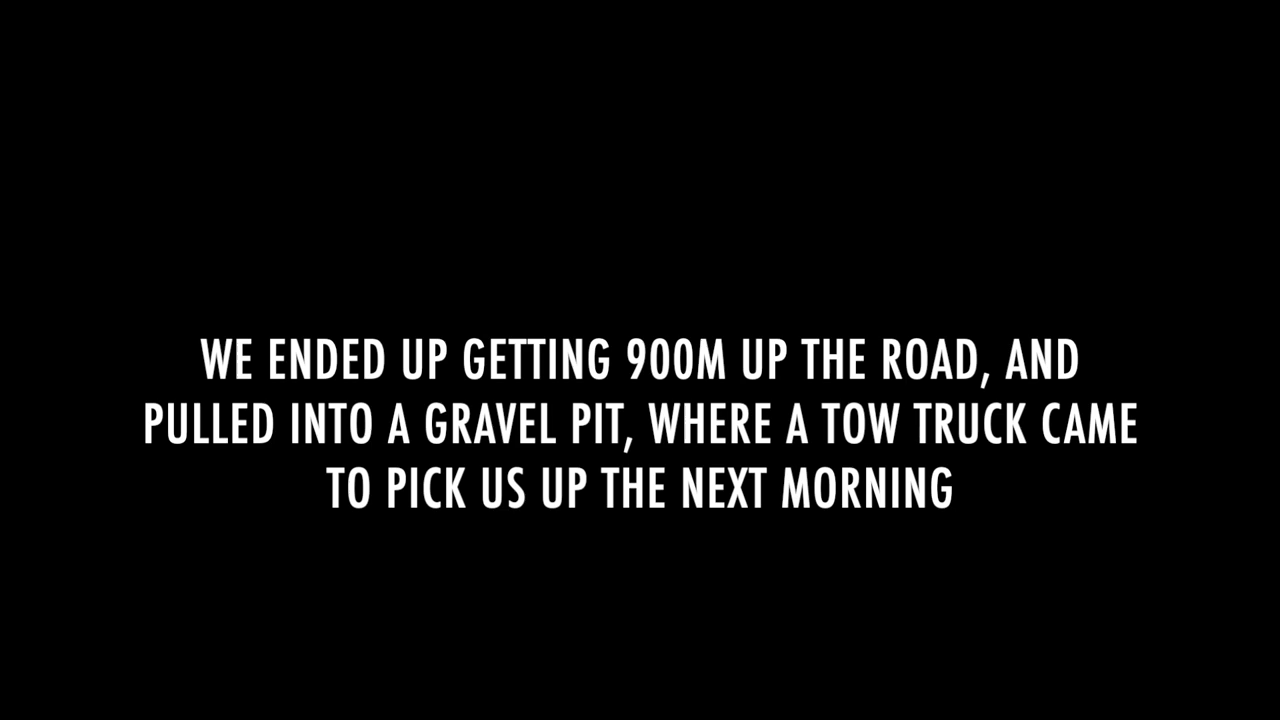 WE ENDED UP GETTING 900M UP THE ROAD, AND
PULLED INTO A GRAVEL PIT, WHERE A TOW TRUCK CAME
TO PICK US UP THE NEXT MORNING